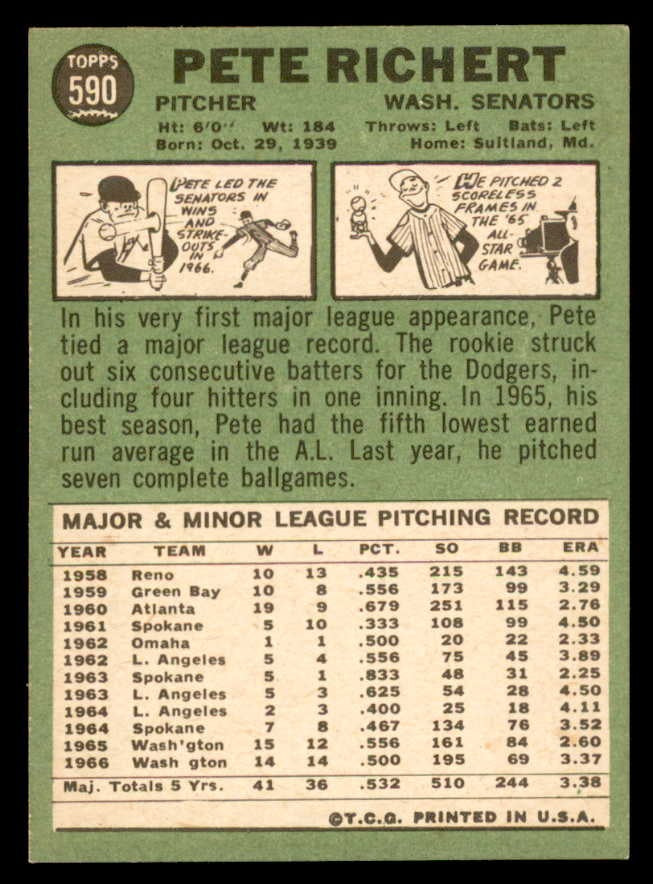 TOPPS
590
PETE RICHERT
PITCHER WASH. SENATORS
Ht: 6'0" Wt: 184 Throws: Left Bats: Left
Born: Oct. 29, 1939 Home: Suitland, Md.
PETE LED THE
SENATORS IN
WINS
AND
STRIKE-
OUTS
IN
1966.
HE PITCHED 2
SCORELESS
FRAMES IN
THE '65
ALL-
STAR
GAME.
In his very first major league appearance, Pete
tied a major league record. The rookie struck
out six consecutive batters for the Dodgers, in-
cluding four hitters in one inning. In 1965, his
best season, Pete had the fifth lowest earned
run average in the A.L. Last year, he pitched
seven complete ballgames.
MAJOR & MINOR LEAGUE PITCHING RECORD
YEAR TEAM W L PCT. SO BB ERA
1958 Reno 10 13 .435 215 143 4.59
1959 Green Bay 10 8 .556 173 99 3.29
1960 Atlanta 19 9 .679 251 115 2.76
1961 Spokane 5 10 .333 108 99 4.50
1962 Omaha 1 1 .500 20 22 2.33
1962 L. Angeles 5 4 .556 75 45 3.89
1963 Spokane 5 1 .833 48 31 2.25
1963 L. Angeles 5 3 .625 54 28 4.50
1964 L. Angeles 2 3 .400 25 18 4.11
1964 Spokane 7 8 .467 134 76 3.52
1965 Wash'gton 15 12 .556 161 84 2.60
1966 Wash gton 14 14 .500 195 69 3.37
Maj. Totals 5 Yrs. 41 36 .532 510 244 3.38
©T.C.G. PRINTED IN U.S.A.